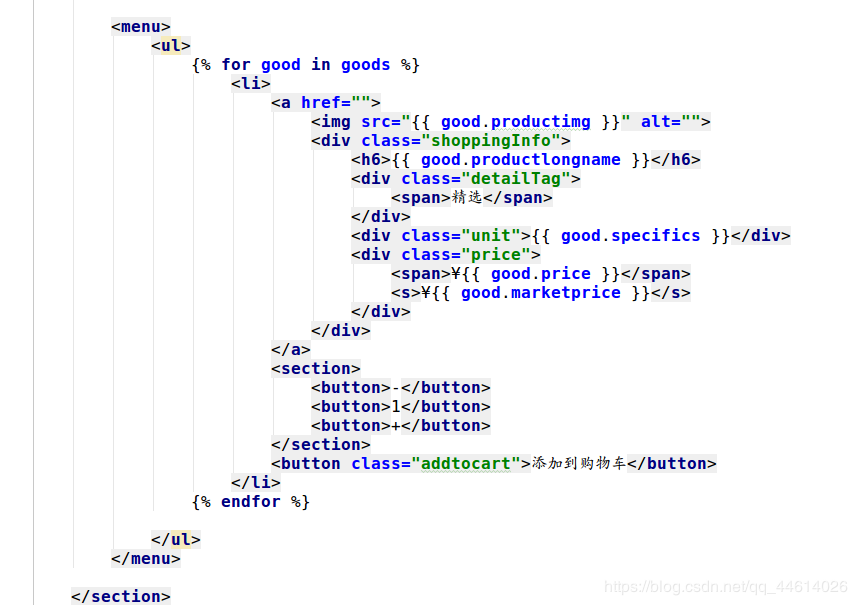 <menu>
<ul>
{% for good in goods %}
<li>
<a href="">
<img src="{{ good.productimg }}" alt="">
<div class="shoppingInfo">
<h6>{{ good.productlongname }}</h6>
<div class="detailTag">
<span>精选</span>
</div>
<div class="unit">{{ good.specifics }}</div>
<div class="price">
<span>¥{{ good.price }}</span>
<s>¥{{ good.marketprice }}</s>
</div>
</div>
</a>
<section>
<button>-</button>
<button>1</button>
<button>+</button>
</section>
<button class="addtocart">添加到购物车</button>
</li>
{% endfor %}
</ul>
</menu>
</section>
https://blog.csdn.net/qq_44614026